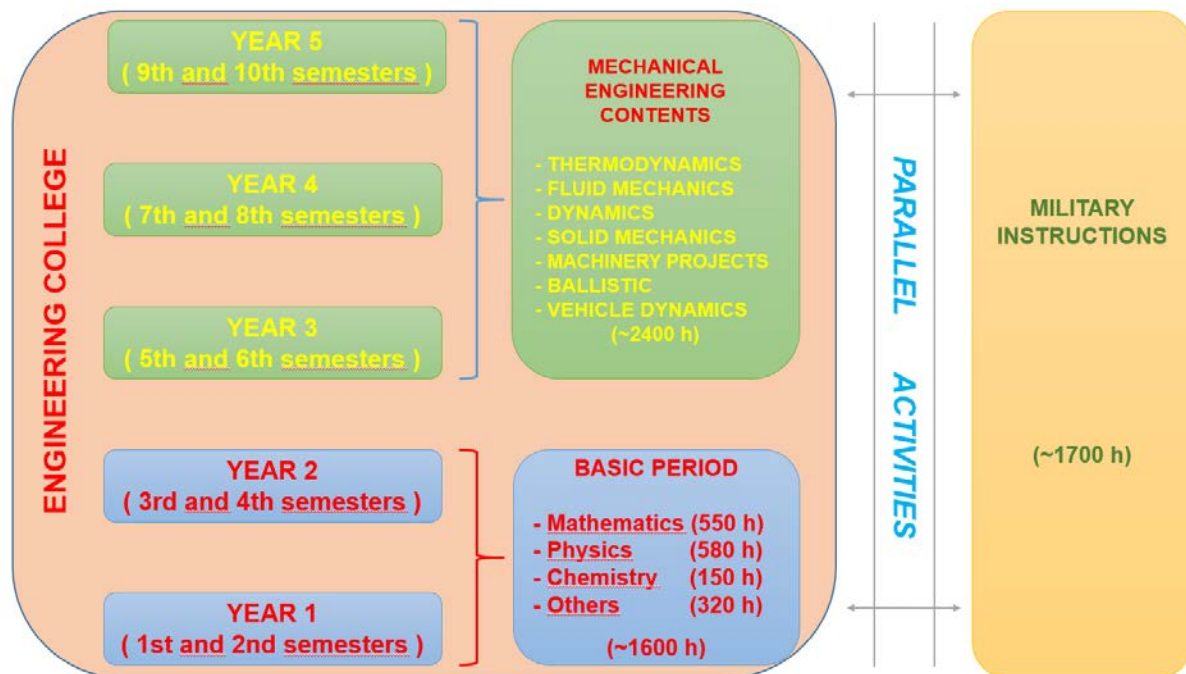 ENGINEERING COLLEGE
YEAR 5
( 9th and 10th semesters )
YEAR 4
( 7th and 8th semesters )
YEAR 3
( 5th and 6th semesters )
YEAR 2
( 3rd and 4th semesters )
YEAR 1
( 1st and 2nd semesters )
MECHANICAL
ENGINEERING
CONTENTS
- THERMODYNAMICS
- FLUID MECHANICS
- DYNAMICS
- SOLID MECHANICS
- MACHINERY PROJECTS
- BALLISTIC
- VEHICLE DYNAMICS
(~2400 h)
BASIC PERIOD
- Mathematics (550 h)
- Physics (580 h)
- Chemistry (150 h)
- Others (320 h)
(~1600 h)
PARALLEL ACTIVITIES
MILITARY
INSTRUCTIONS
(~1700 h)